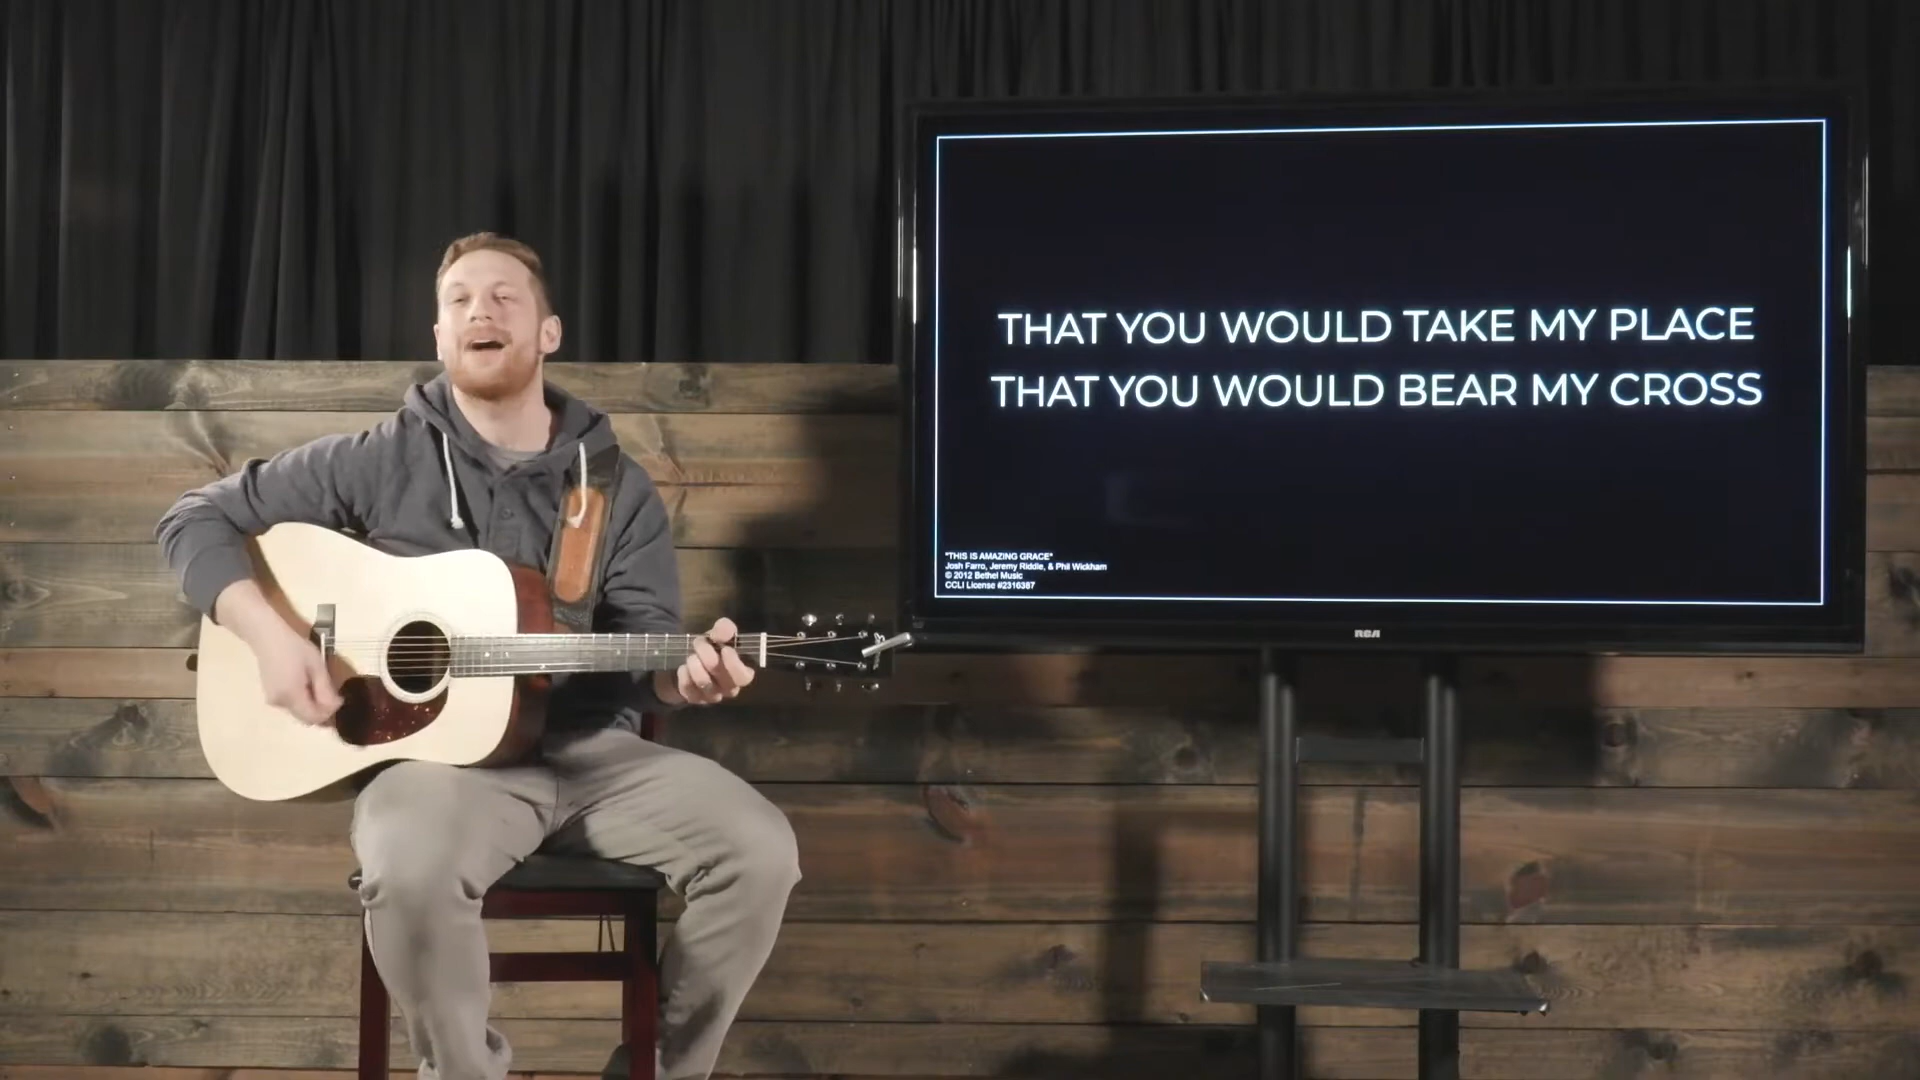 THAT YOU WOULD TAKE MY PLACE
THAT YOU WOULD BEAR MY CROSS
"THIS IS AMAZING GRACE"
Josh Farro, Jeremy Riddle, & Phil Wickham
© 2012 Bethel Music
CCLI License #2316387
RCA